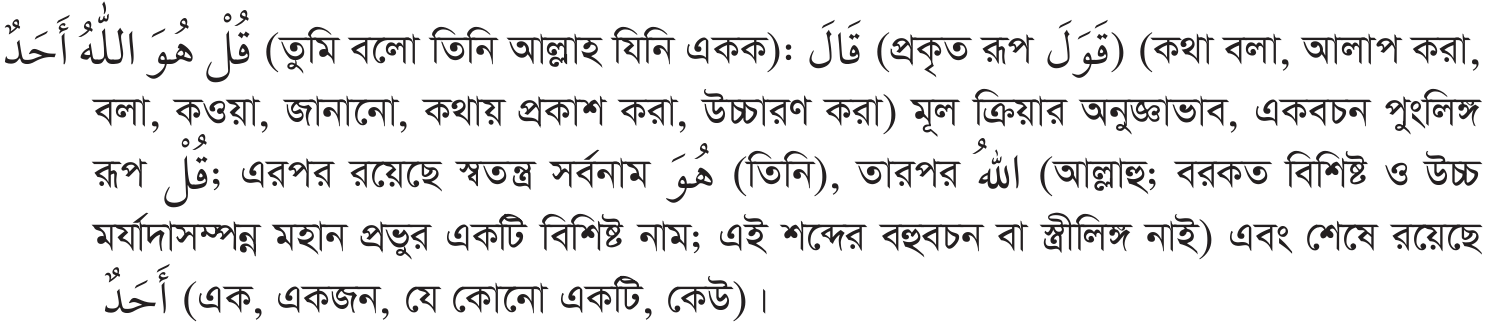 قُلْ هُوَ اللّٰهُ أَحَدٌ (তুমি বলো তিনি আল্লাহ যিনি একক): قَالَ (প্রকৃত রূপ قَوَلَ) (কথা বলা, আলাপ করা,
বলা, কওয়া, জানানো, কথায় প্রকাশ করা, উচ্চারণ করা) মূল ক্রিয়ার অনুজ্ঞাভাব, একবচন পুংলিঙ্গ
রূপ قُلْ; এরপর রয়েছে স্বতন্ত্র সর্বনাম هُوَ (তিনি), তারপর اللهُ (আল্লাহু; বরকত বিশিষ্ট ও উচ্চ
মর্যাদাসম্পন্ন মহান প্রভুর একটি বিশিষ্ট নাম; এই শব্দের বহুবচন বা স্ত্রীলিঙ্গ নাই) এবং শেষে রয়েছে
أَحَدٌ (এক, একজন, যে কোনো একটি, কেউ)।